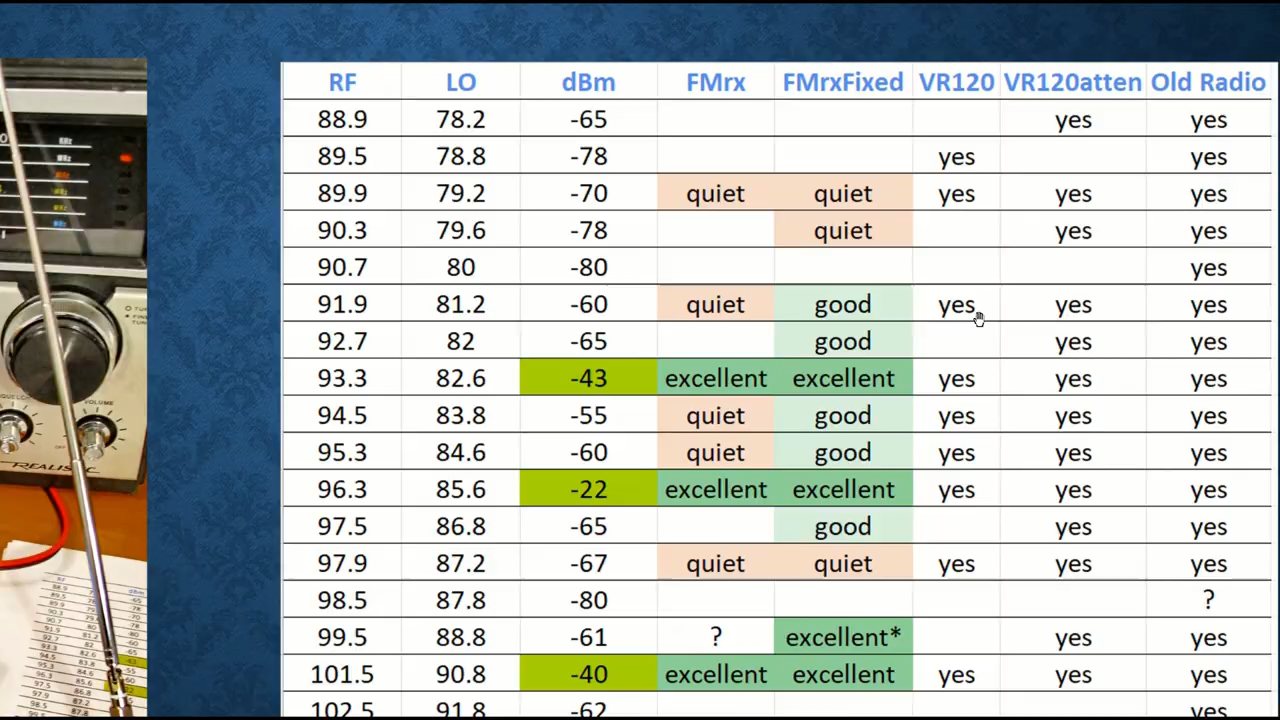 RF LO dBm FMrx FMrxFixed VR120 VR120atten Old Radio
88.9 78.2 -65 yes yes
89.5 78.8 -78 yes yes
89.9 79.2 -70 quiet quiet yes yes yes
90.3 79.6 -78 quiet yes yes
90.7 80 -80 yes
91.9 81.2 -60 quiet good yes yes yes
92.7 82 -65 good yes yes
93.3 82.6 -43 excellent excellent yes yes yes
94.5 83.8 -55 quiet good yes yes yes
95.3 84.6 -60 quiet good yes yes yes
96.3 85.6 -22 excellent excellent yes yes yes
97.5 86.8 -65 good yes yes
97.9 87.2 -67 quiet quiet yes yes yes
98.5 87.8 -80 ?
99.5 88.8 -61 ? excellent* yes yes
101.5 90.8 -40 excellent excellent yes yes yes
102.5 91.8 -62 yes
VOLUME
REALISTIC